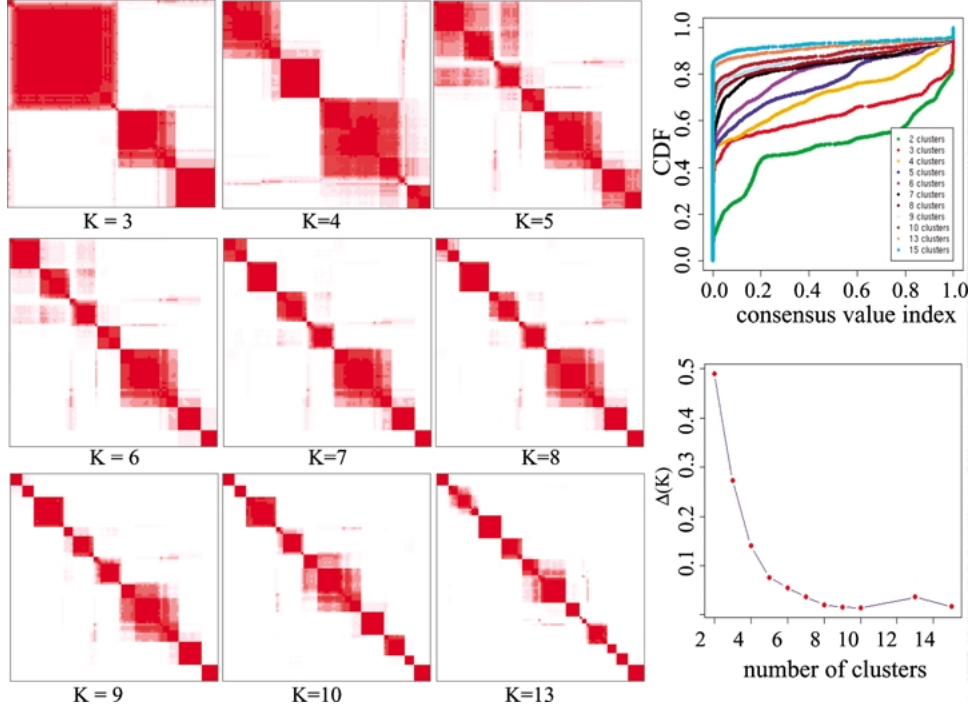 K = 3
K=4
K=5
K = 6
K=7
K=8
K = 9
K=10
K=13
CDF
1.0
0.8
0.6
0.4
0.2
0.0
2 clusters
3 clusters
4 clusters
5 clusters
6 clusters
7 clusters
8 clusters
9 clusters
10 clusters
13 clusters
15 clusters
0.0 0.2 0.4 0.6 0.8 1.0
consensus value index
Δ(K)
0.5
0.4
0.3
0.2
0.1
2 4 6 8 10 12 14
number of clusters